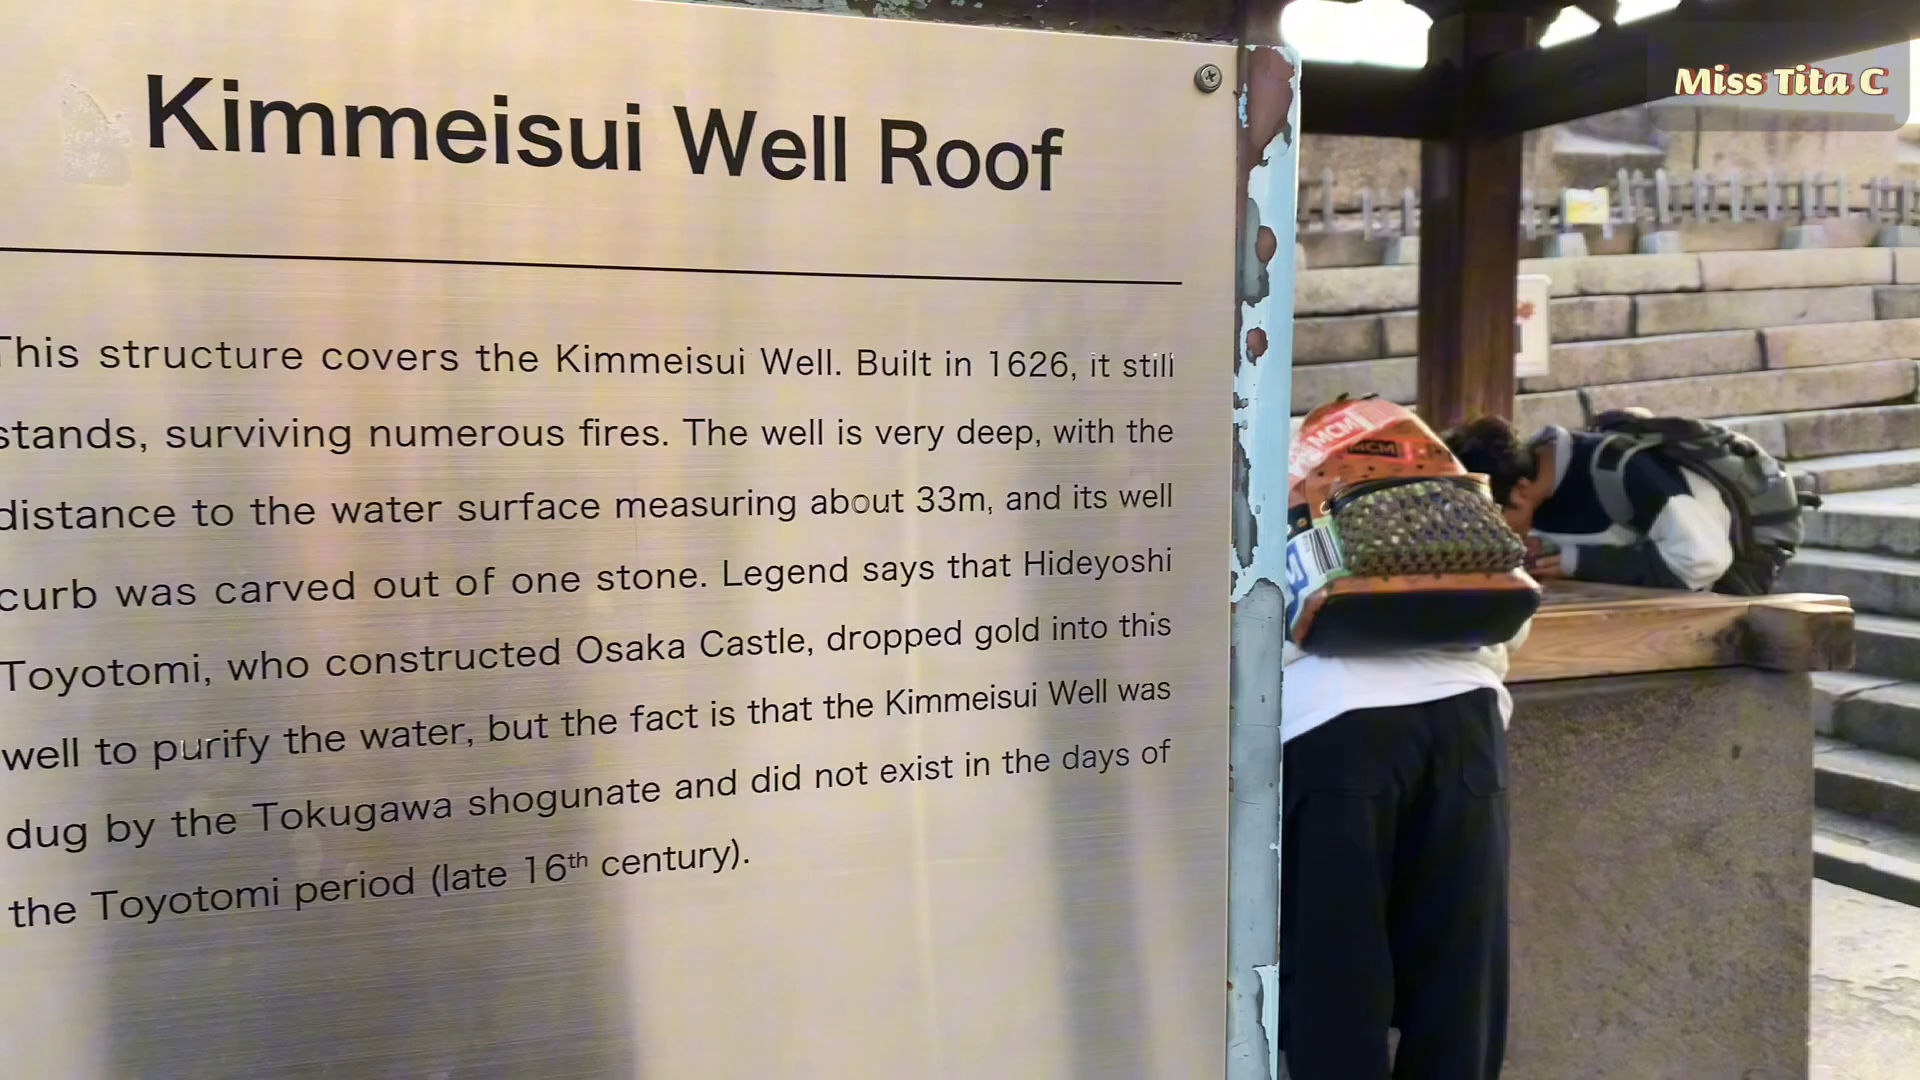 Miss Tita C
Kimmeisui Well Roof
This structure covers the Kimmeisui Well. Built in 1626, it still
stands, surviving numerous fires. The well is very deep, with the
distance to the water surface measuring about 33m, and its well
curb was carved out of one stone. Legend says that Hideyoshi
Toyotomi, who constructed Osaka Castle, dropped gold into this
well to purify the water, but the fact is that the Kimmeisui Well was
dug by the Tokugawa shogunate and did not exist in the days of
the Toyotomi period (late 16th century).
MCM
MCM